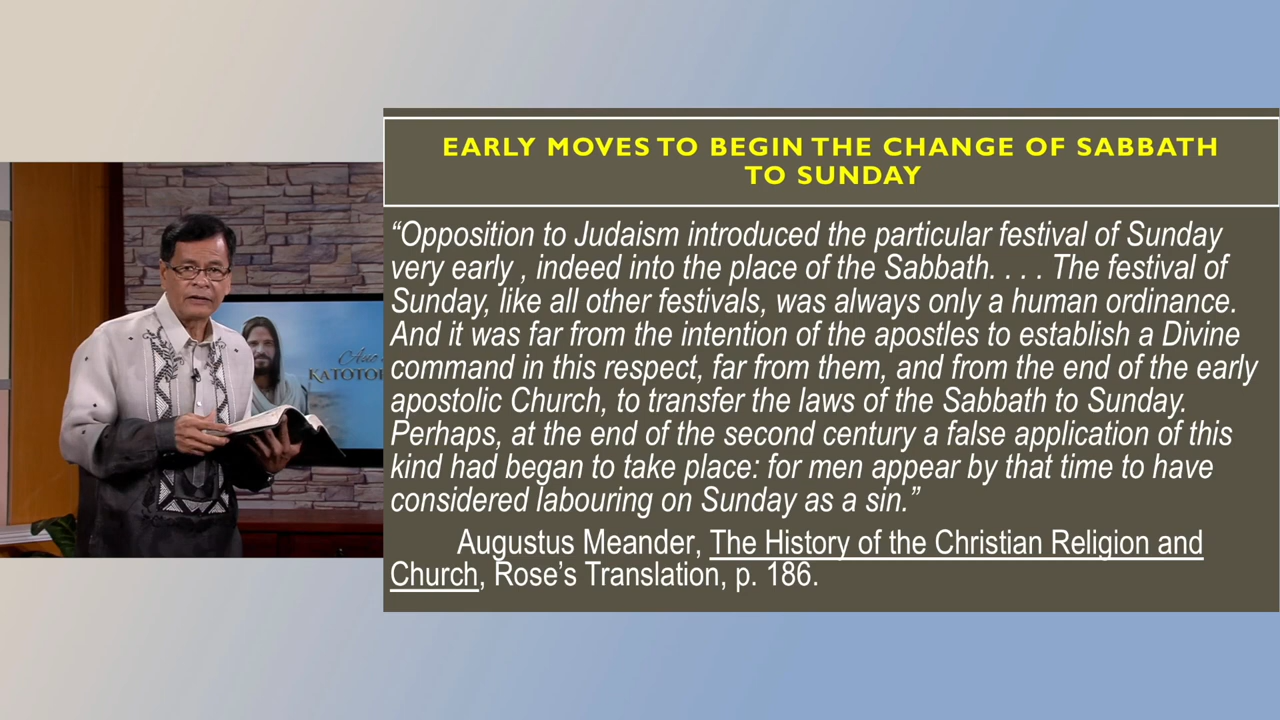 EARLY MOVES TO BEGIN THE CHANGE OF SABBATH
TO SUNDAY
“Opposition to Judaism introduced the particular festival of Sunday
very early , indeed into the place of the Sabbath. . . . The festival of
Sunday, like all other festivals, was always only a human ordinance.
And it was far from the intention of the apostles to establish a Divine
command in this respect, far from them, and from the end of the early
apostolic Church, to transfer the laws of the Sabbath to Sunday.
Perhaps, at the end of the second century a false application of this
kind had began to take place: for men appear by that time to have
considered labouring on Sunday as a sin.”
Augustus Meander, The History of the Christian Religion and
Church, Rose’s Translation, p. 186.